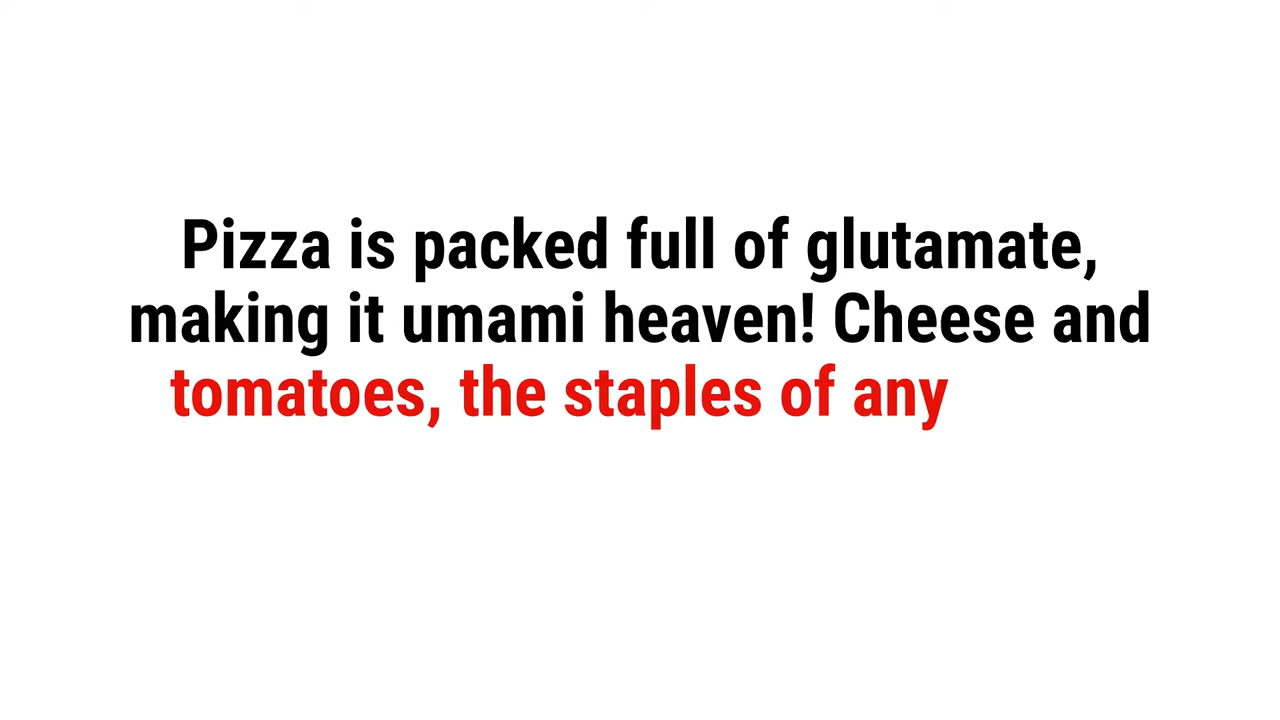 Pizza is packed full of glutamate,
making it umami heaven! Cheese and
tomatoes, the staples of any